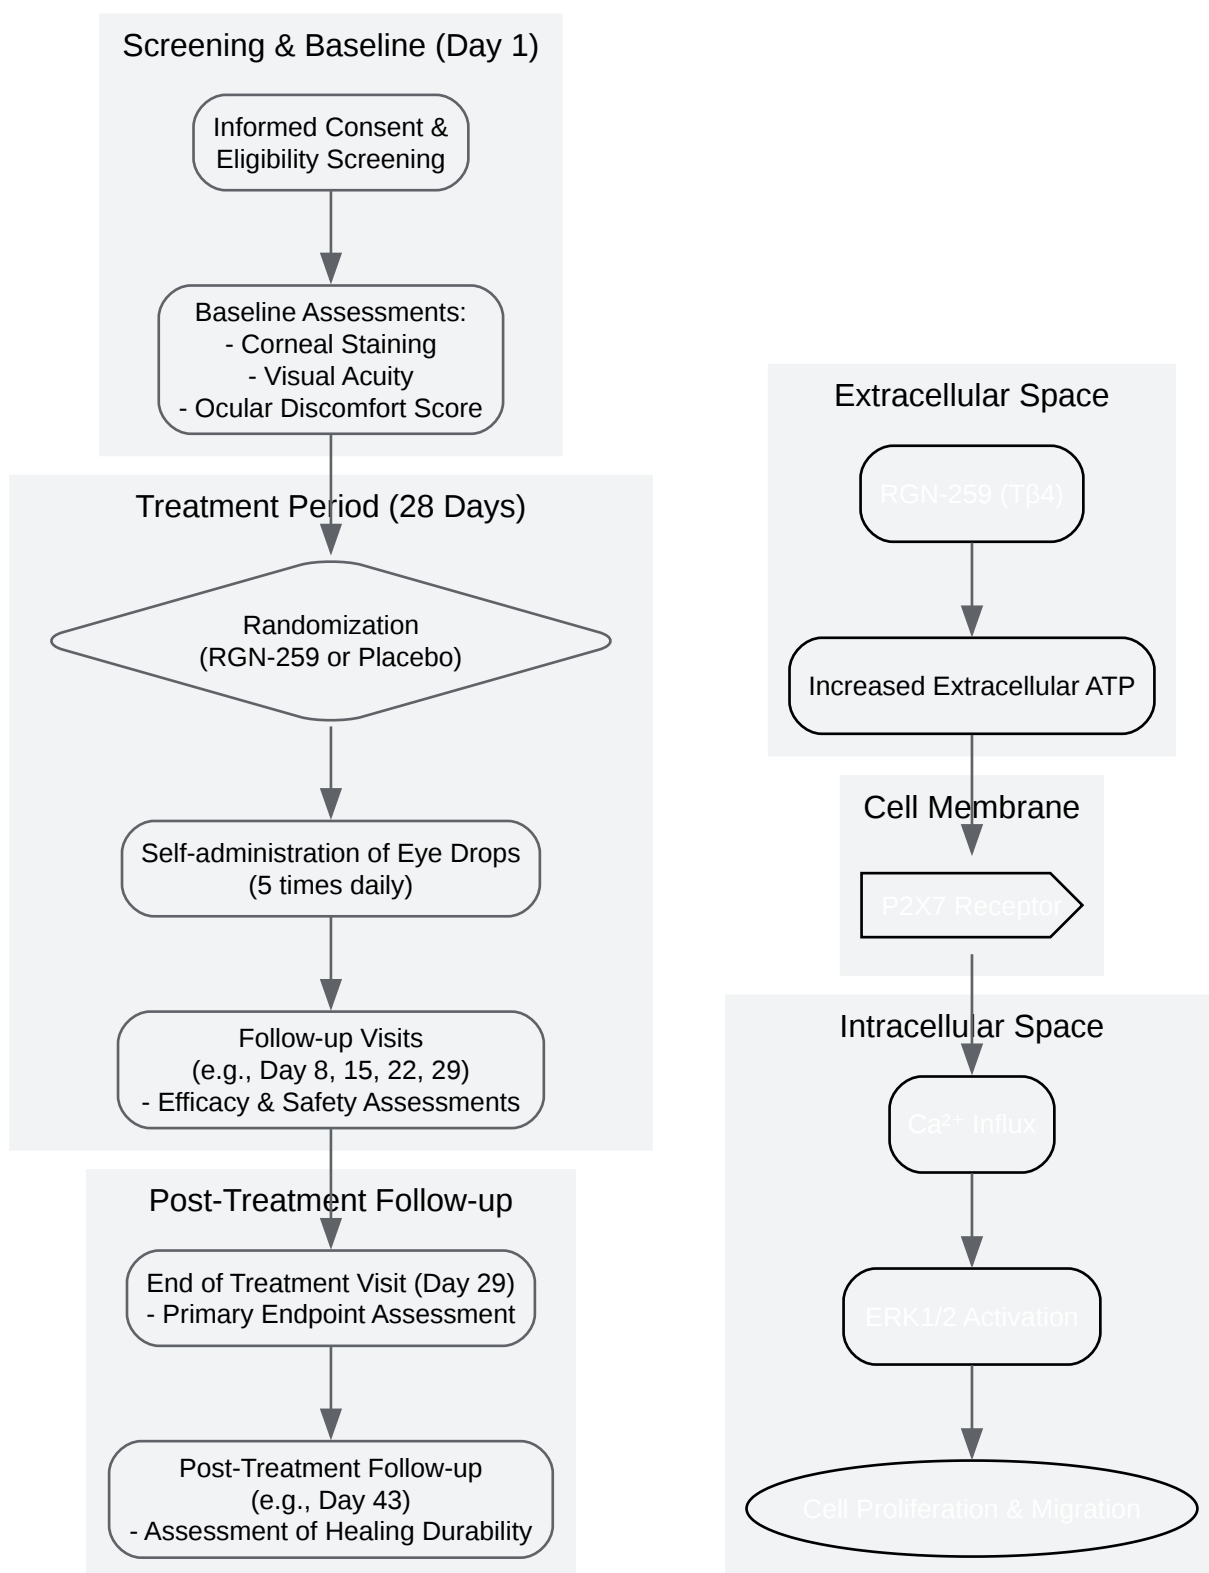 Screening & Baseline (Day 1)
Informed Consent &
Eligibility Screening
Baseline Assessments:
- Corneal Staining
- Visual Acuity
- Ocular Discomfort Score
Treatment Period (28 Days)
Randomization
(RGN-259 or Placebo)
Self-administration of Eye Drops
(5 times daily)
Follow-up Visits
(e.g., Day 8, 15, 22, 29)
- Efficacy & Safety Assessments
Post-Treatment Follow-up
End of Treatment Visit (Day 29)
- Primary Endpoint Assessment
Post-Treatment Follow-up
(e.g., Day 43)
- Assessment of Healing Durability
Extracellular Space
RGN-259 (Tβ4)
Increased Extracellular ATP
Cell Membrane
P2X7 Receptor
Intracellular Space
Ca²⁺ Influx
ERK1/2 Activation
Cell Proliferation & Migration